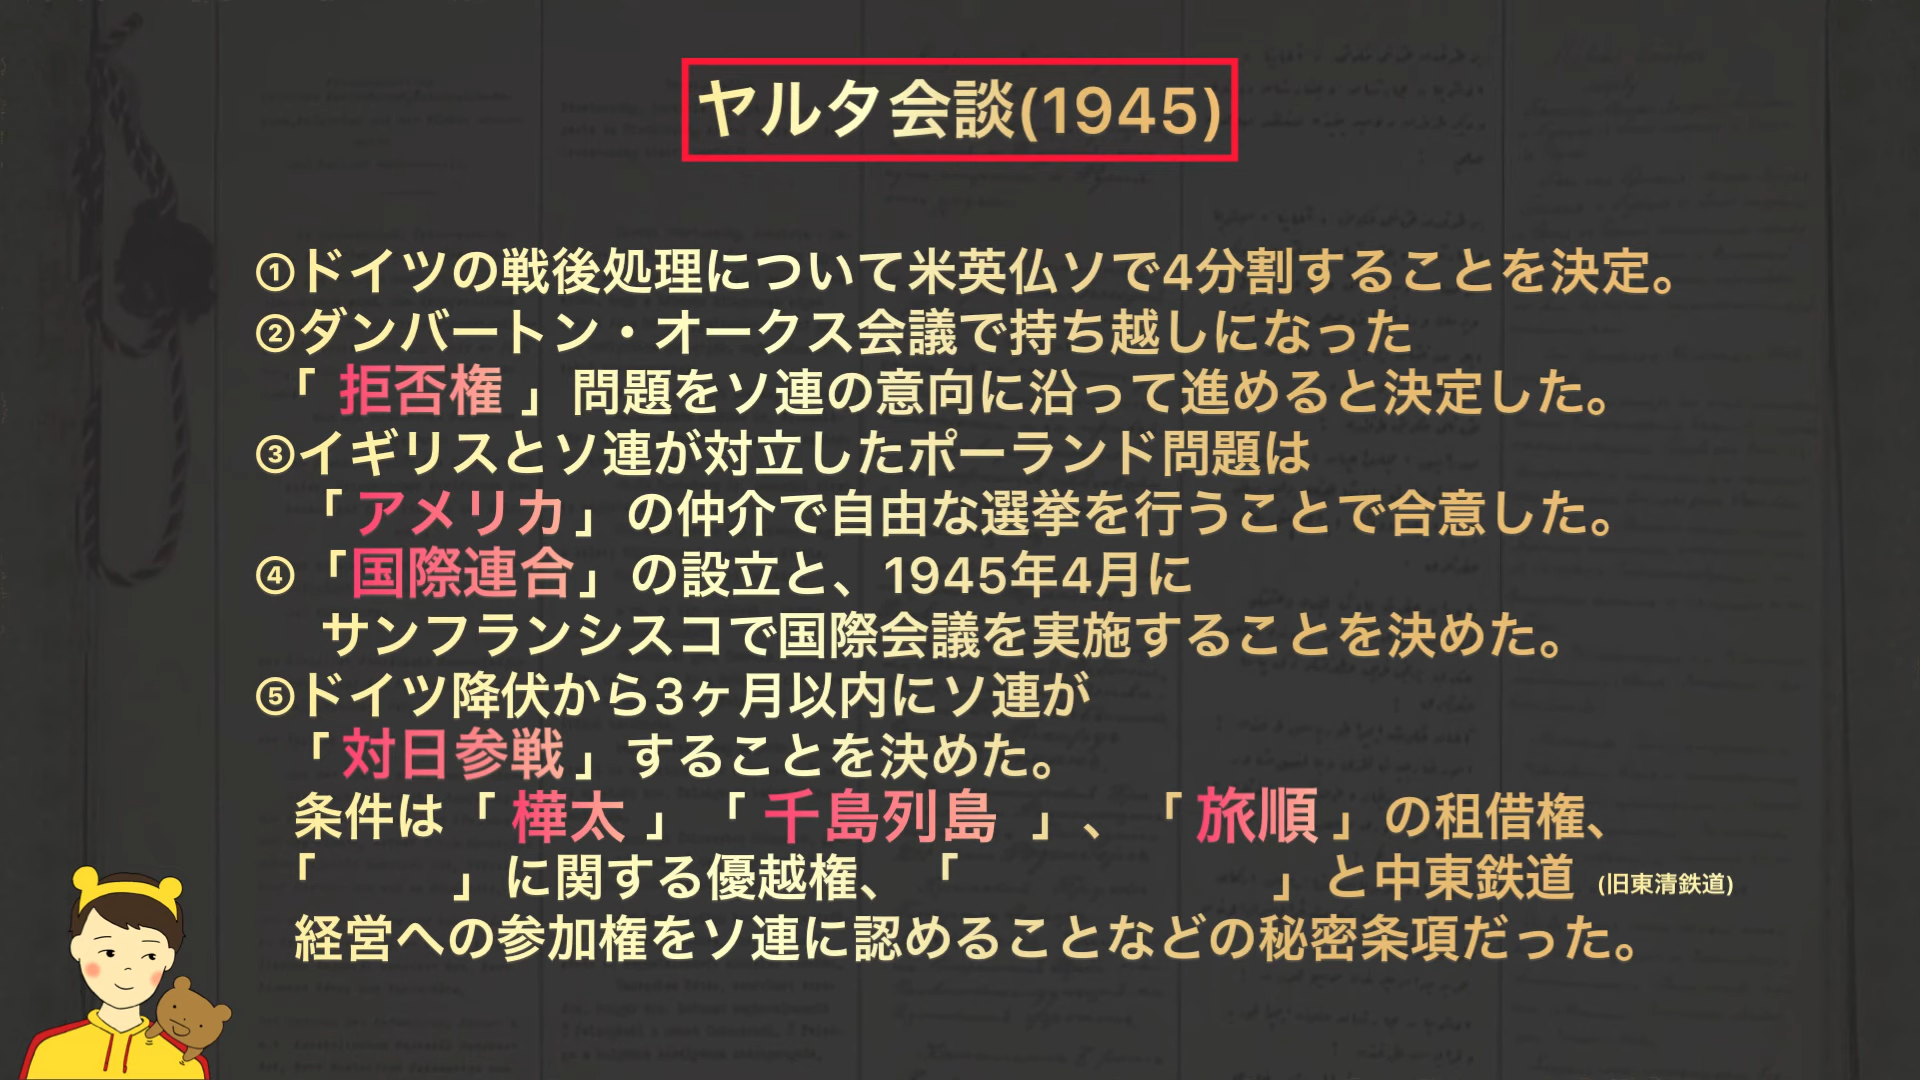 ヤルタ会談(1945)
①ドイツの戦後処理について米英仏ソで4分割することを決定。
②ダンバートン・オークス会議で持ち越しになった
「 拒否権 」問題をソ連の意向に沿って進めると決定した。
③イギリスとソ連が対立したポーランド問題は
「アメリカ」の仲介で自由な選挙を行うことで合意した。
④「国際連合」の設立と、1945年4月に
サンフランシスコで国際会議を実施することを決めた。
⑤ドイツ降伏から3ヶ月以内にソ連が
「対日参戦」することを決めた。
条件は「 樺太 」「 千島列島 」、「旅順」の租借権、
「 」に関する優越権、「 」と中東鉄道 (旧東清鉄道)
経営への参加権をソ連に認めることなどの秘密条項だった。